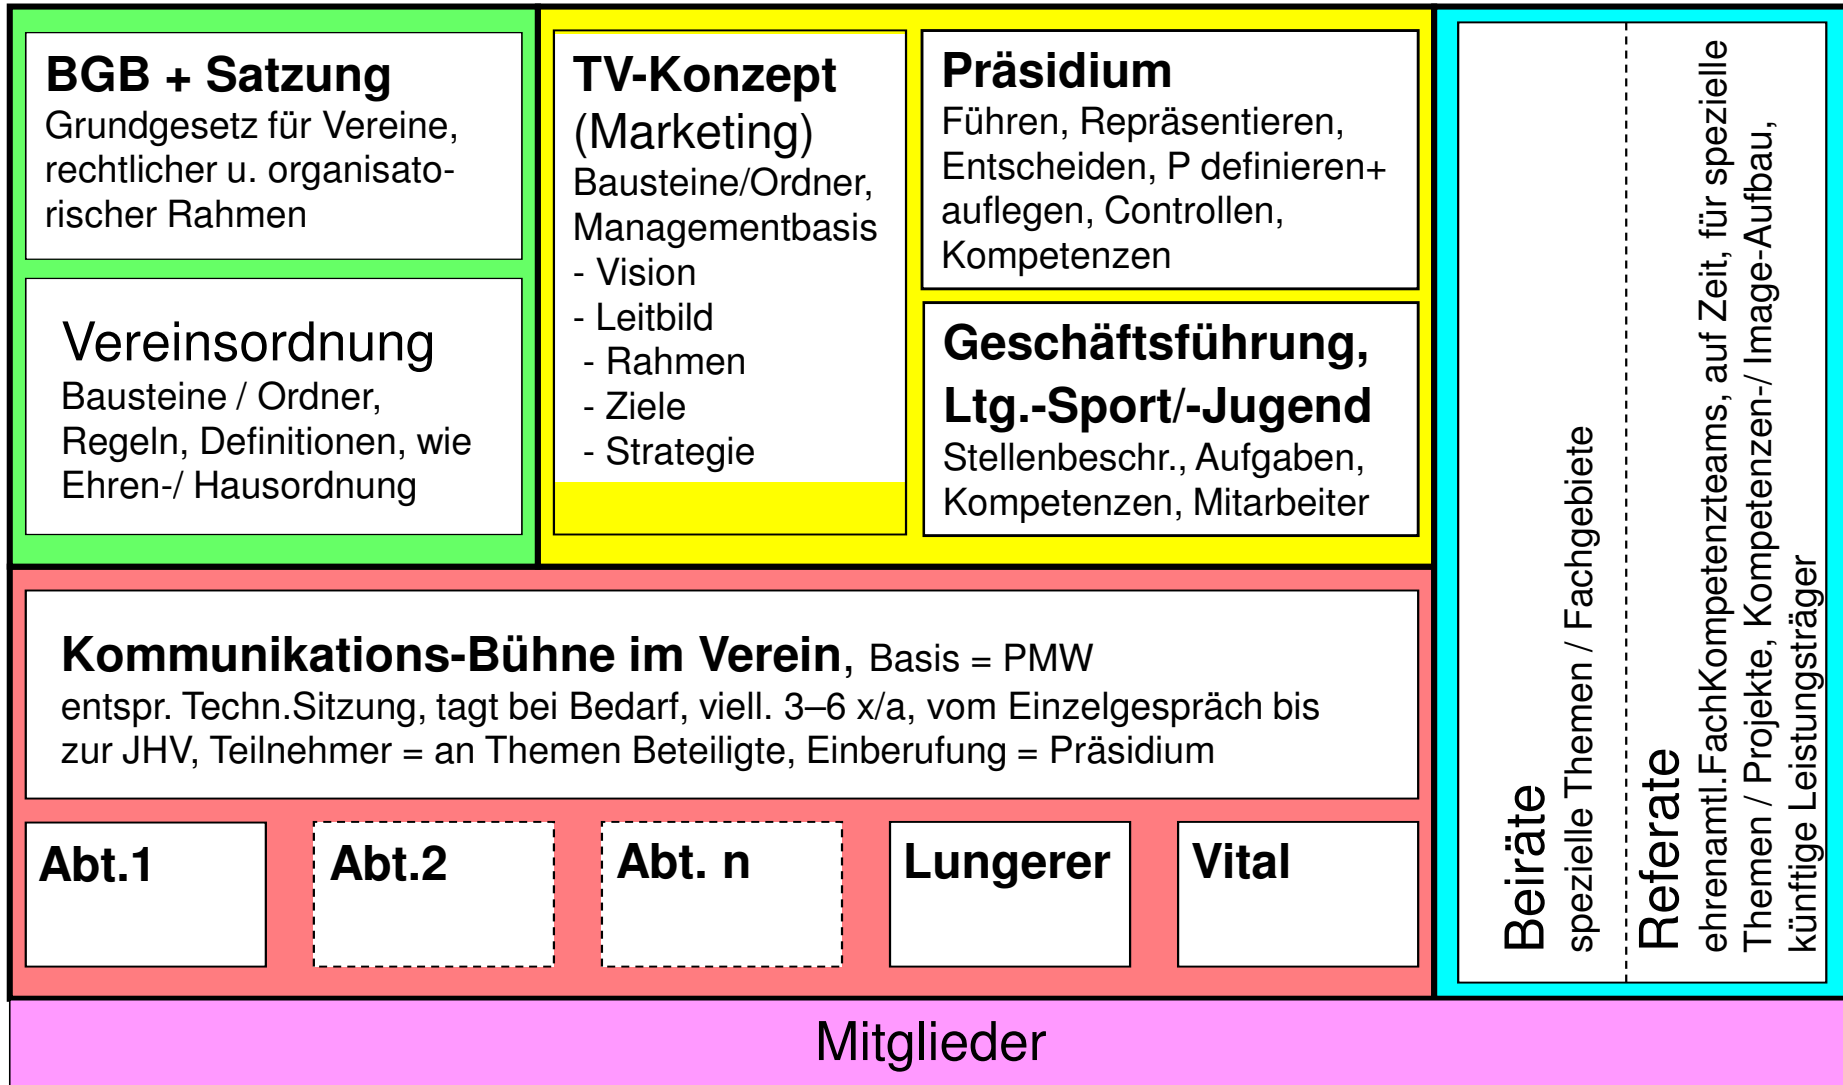 BGB + Satzung
Grundgesetz für Vereine,
rechtlicher u. organisato-
rischer Rahmen
Vereinsordnung
Bausteine / Ordner,
Regeln, Definitionen, wie
Ehren-/ Hausordnung
TV-Konzept
(Marketing)
Bausteine/Ordner,
Managementbasis
- Vision
- Leitbild
- Rahmen
- Ziele
- Strategie
Präsidium
Führen, Repräsentieren,
Entscheiden, P definieren+
auflegen, Controllen,
Kompetenzen
Geschäftsführung,
Ltg.-Sport/-Jugend
Stellenbeschr., Aufgaben,
Kompetenzen, Mitarbeiter
Kommunikations-Bühne im Verein, Basis = PMW
entspr. Techn.Sitzung, tagt bei Bedarf, viell. 3–6 x/a, vom Einzelgespräch bis
zur JHV, Teilnehmer = an Themen Beteiligte, Einberufung = Präsidium
Abt.1
Abt.2
Abt. n
Lungerer
Vital
Beiräte
spezielle Themen / Fachgebiete
Referate
ehrenamtl.FachKompetenzteams, auf Zeit, für spezielle
Themen / Projekte, Kompetenzen-/ Image-Aufbau,
künftige Leistungsträger
Mitglieder